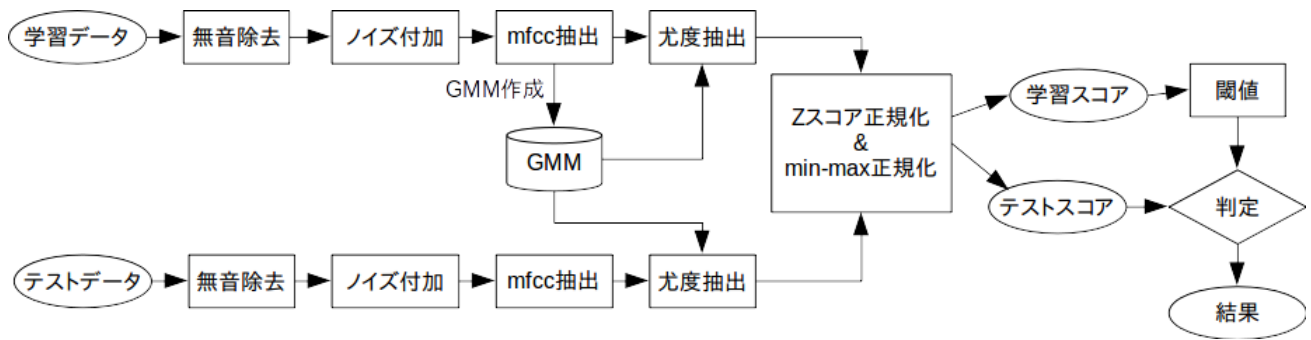 学習データ
無音除去
ノイズ付加
mfcc抽出
尤度抽出
GMM作成
GMM
Zスコア正規化
&
min-max正規化
学習スコア
閾値
テストスコア
判定
テストデータ
無音除去
ノイズ付加
mfcc抽出
尤度抽出
結果